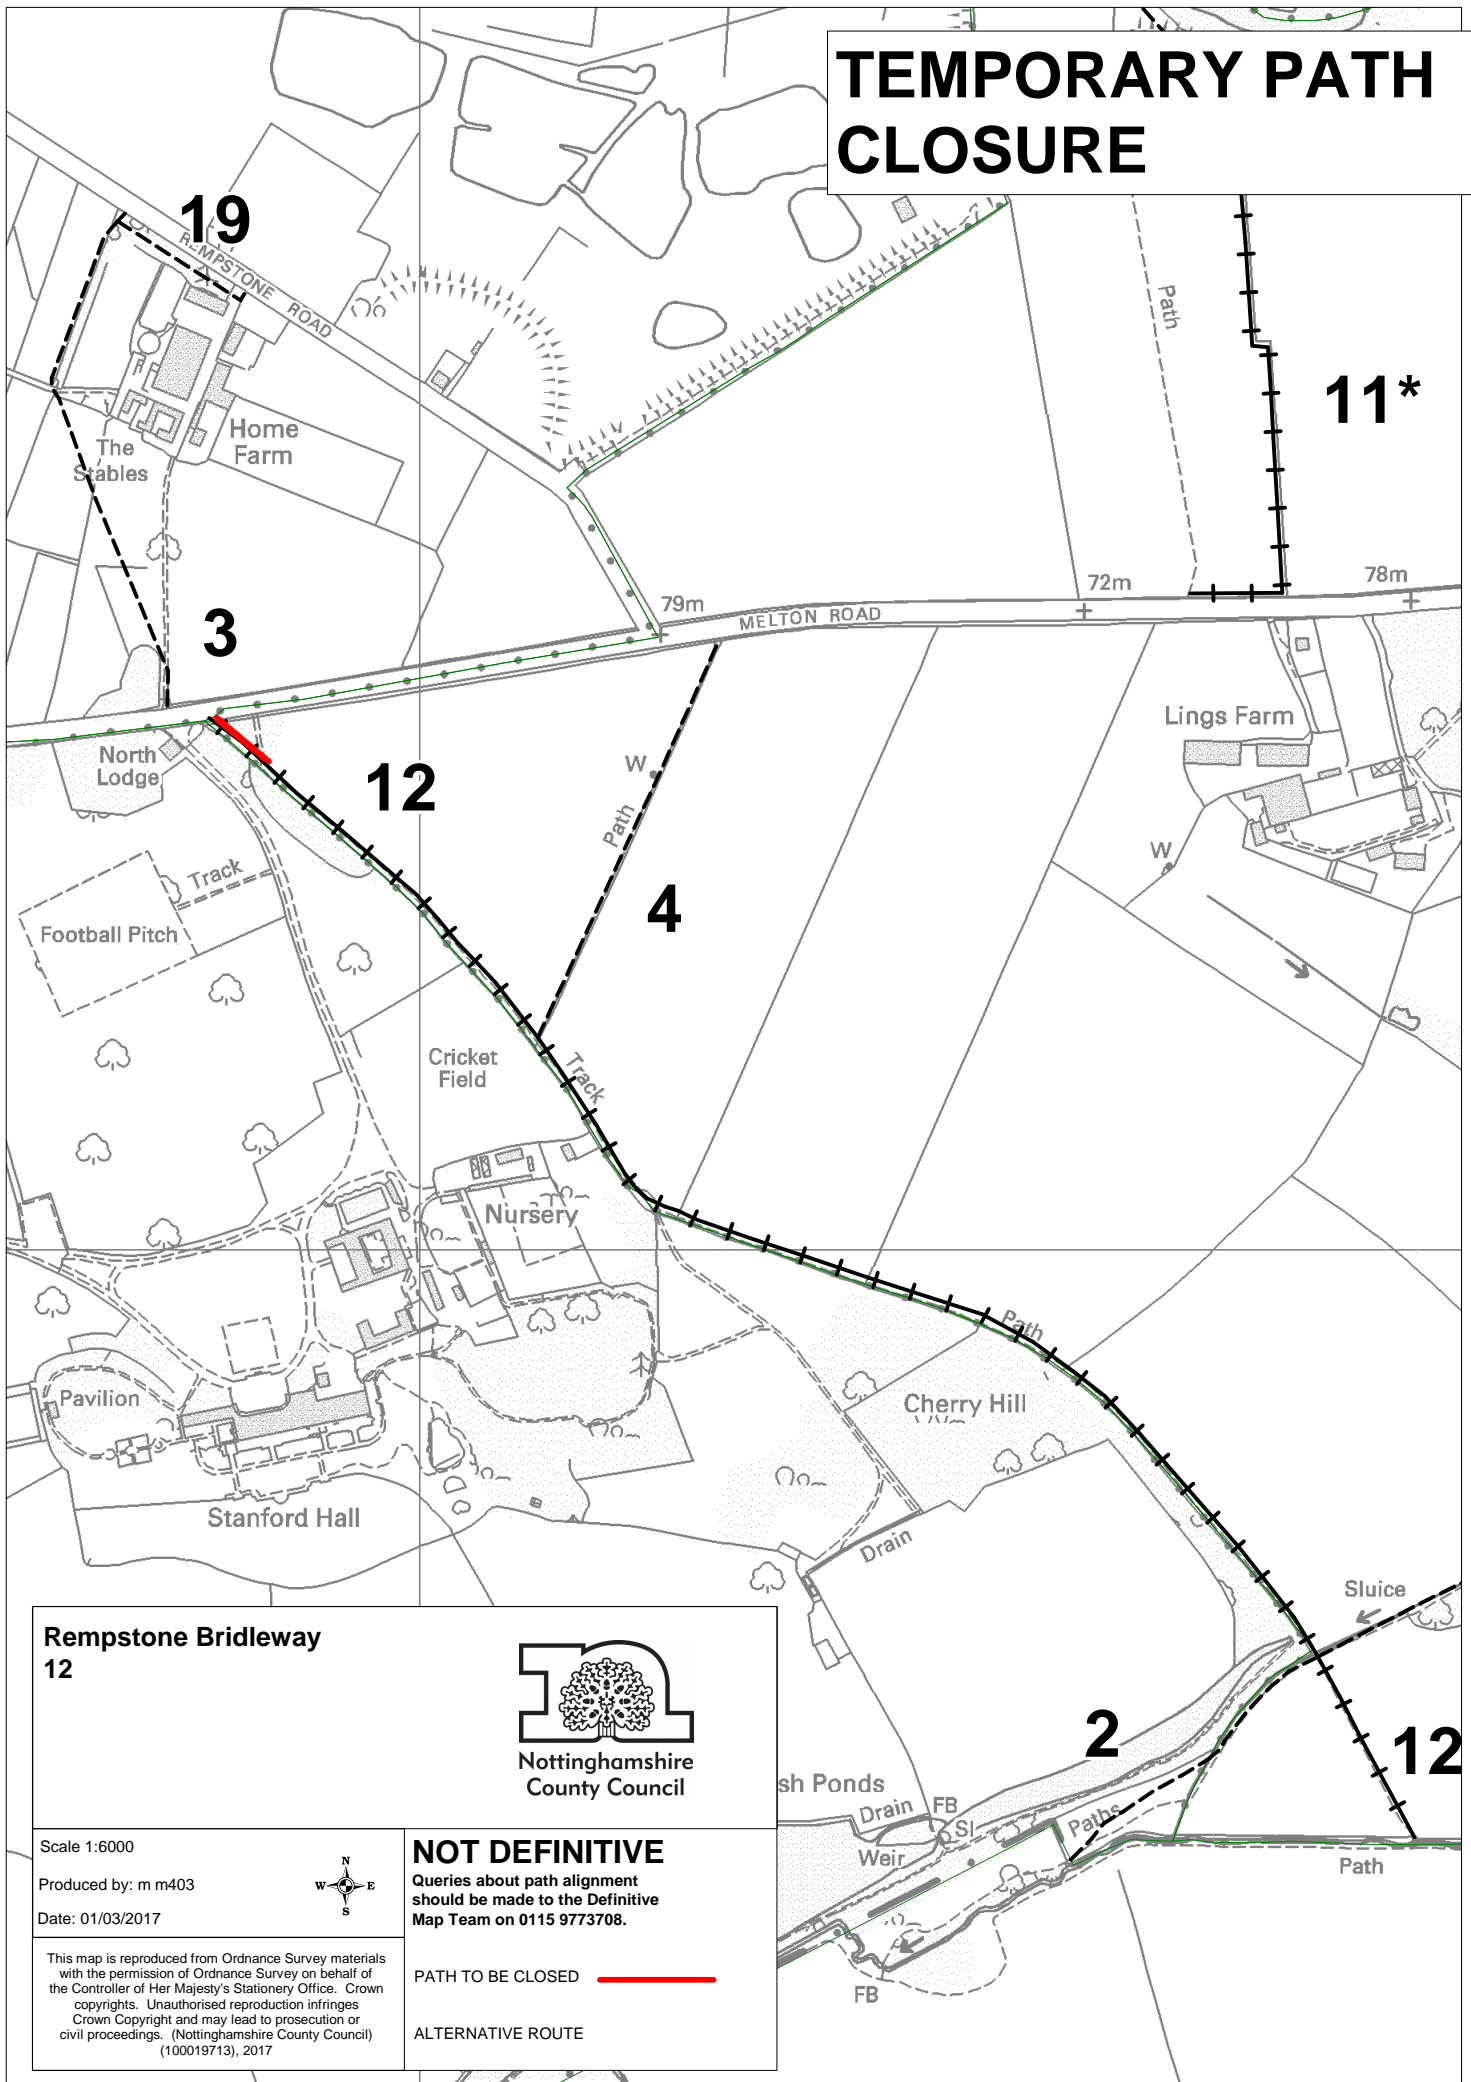 TEMPORARY PATH
CLOSURE
19
REMPSTONE ROAD
Path
11*
The
Stables
Home
Farm
3
79m
MELTON ROAD
72m
78m
North
Lodge
12
W
Path
Lings Farm
W
Track
Football Pitch
4
Cricket
Field
Track
Nursery
Path
Pavilion
Cherry Hill
Stanford Hall
Drain
Sluice
2
12
sh Ponds
Drain
FB
SI
Paths
Weir
Path
FB
Rempstone Bridleway
12
Nottinghamshire
County Council
Scale 1:6000
Produced by: m m403
Date: 01/03/2017
N
W
E
S
This map is reproduced from Ordnance Survey materials
with the permission of Ordnance Survey on behalf of
the Controller of Her Majesty's Stationery Office. Crown
copyrights. Unauthorised reproduction infringes
Crown Copyright and may lead to prosecution or
civil proceedings. (Nottinghamshire County Council)
(100019713), 2017
NOT DEFINITIVE
Queries about path alignment
should be made to the Definitive
Map Team on 0115 9773708.
PATH TO BE CLOSED
ALTERNATIVE ROUTE